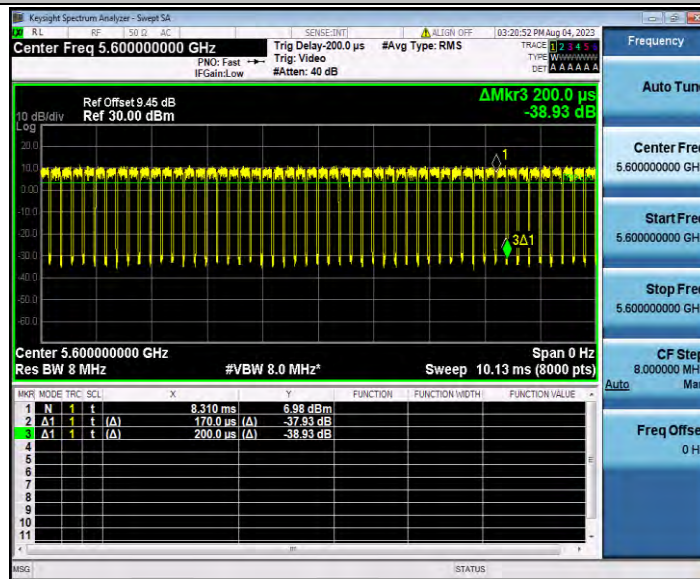 Keysight Spectrum Analyzer - Swept SA
RL RF 50 Ω AC SENSE:INT ALIGN OFF 03:20:52 PM Aug 04, 2023
Center Freq 5.600000000 GHz Trig Delay-200.0 µs #Avg Type: RMS TRACE 1 2 3 4 5 6
PNO: Fast Trig: Video TYPE W
IFGain:Low #Atten: 40 dB DET A A A A A A
Frequency
Auto Tune
Center Freq
5.600000000 GH
Start Freq
5.600000000 GH
Stop Freq
5.600000000 GH
CF Step
8.000000 MH
Auto Ma
Freq Offse
0 H
ΔMkr3 200.0 µs
-38.93 dB
Ref Offset 9.45 dB
10 dB/div Ref 30.00 dBm
Log
20.0
10.0
0.00
-10.0
-20.0
-30.0
-40.0
-50.0
-60.0
1
3Δ1
Center 5.600000000 GHz Span 0 Hz
Res BW 8 MHz #VBW 8.0 MHz* Sweep 10.13 ms (8000 pts)
MKR MODE TRC SCL X Y FUNCTION FUNCTION WIDTH FUNCTION VALUE
1 N 1 t 8.310 ms 6.98 dBm
2 Δ1 1 t (Δ) 170.0 µs (Δ) -37.93 dB
3 Δ1 1 t (Δ) 200.0 µs (Δ) -38.93 dB
4
5
6
7
8
9
10
11
MSG STATUS